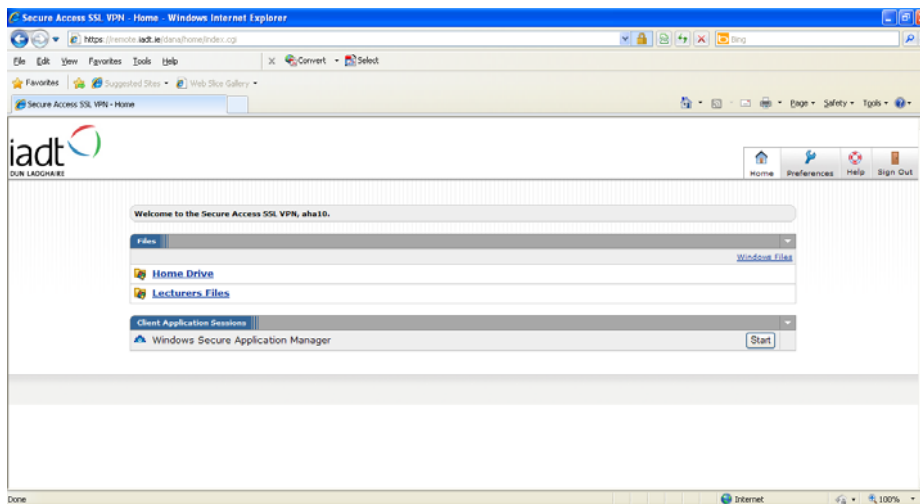 Secure Access SSL VPN - Home - Windows Internet Explorer
https://remote.iadt.ie/dana/home/index.cgi
Bing
File Edit View Favorites Tools Help
Convert Select
Favorites Suggested Sites Web Slice Gallery
Secure Access SSL VPN - Home
Page Safety Tools
iadt
DUN LAOGHAIRE
Home Preferences Help Sign Out
Welcome to the Secure Access SSL VPN, aha10.
Files
Windows Files
Home Drive
Lecturers Files
Client Application Sessions
Windows Secure Application Manager Start
Done Internet 100%